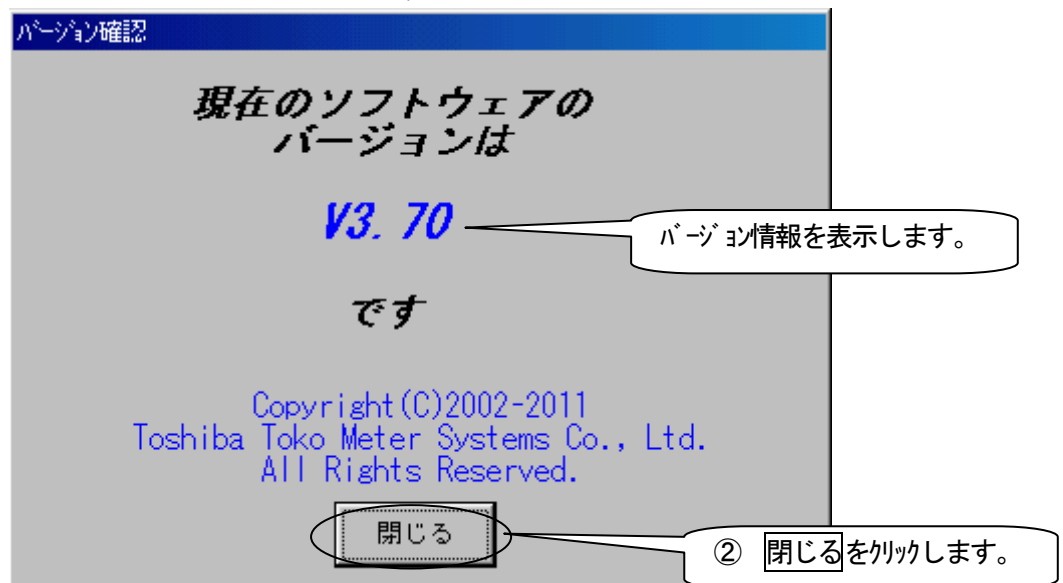 バージョン確認
現在のソフトウェアの
バージョンは
V3.70
ﾊﾞｰｼﾞｮﾝ情報を表示します。
です
Copyright(C)2002-2011
Toshiba Toko Meter Systems Co., Ltd.
All Rights Reserved.
閉じる
② 閉じるをｸﾘｯｸします。